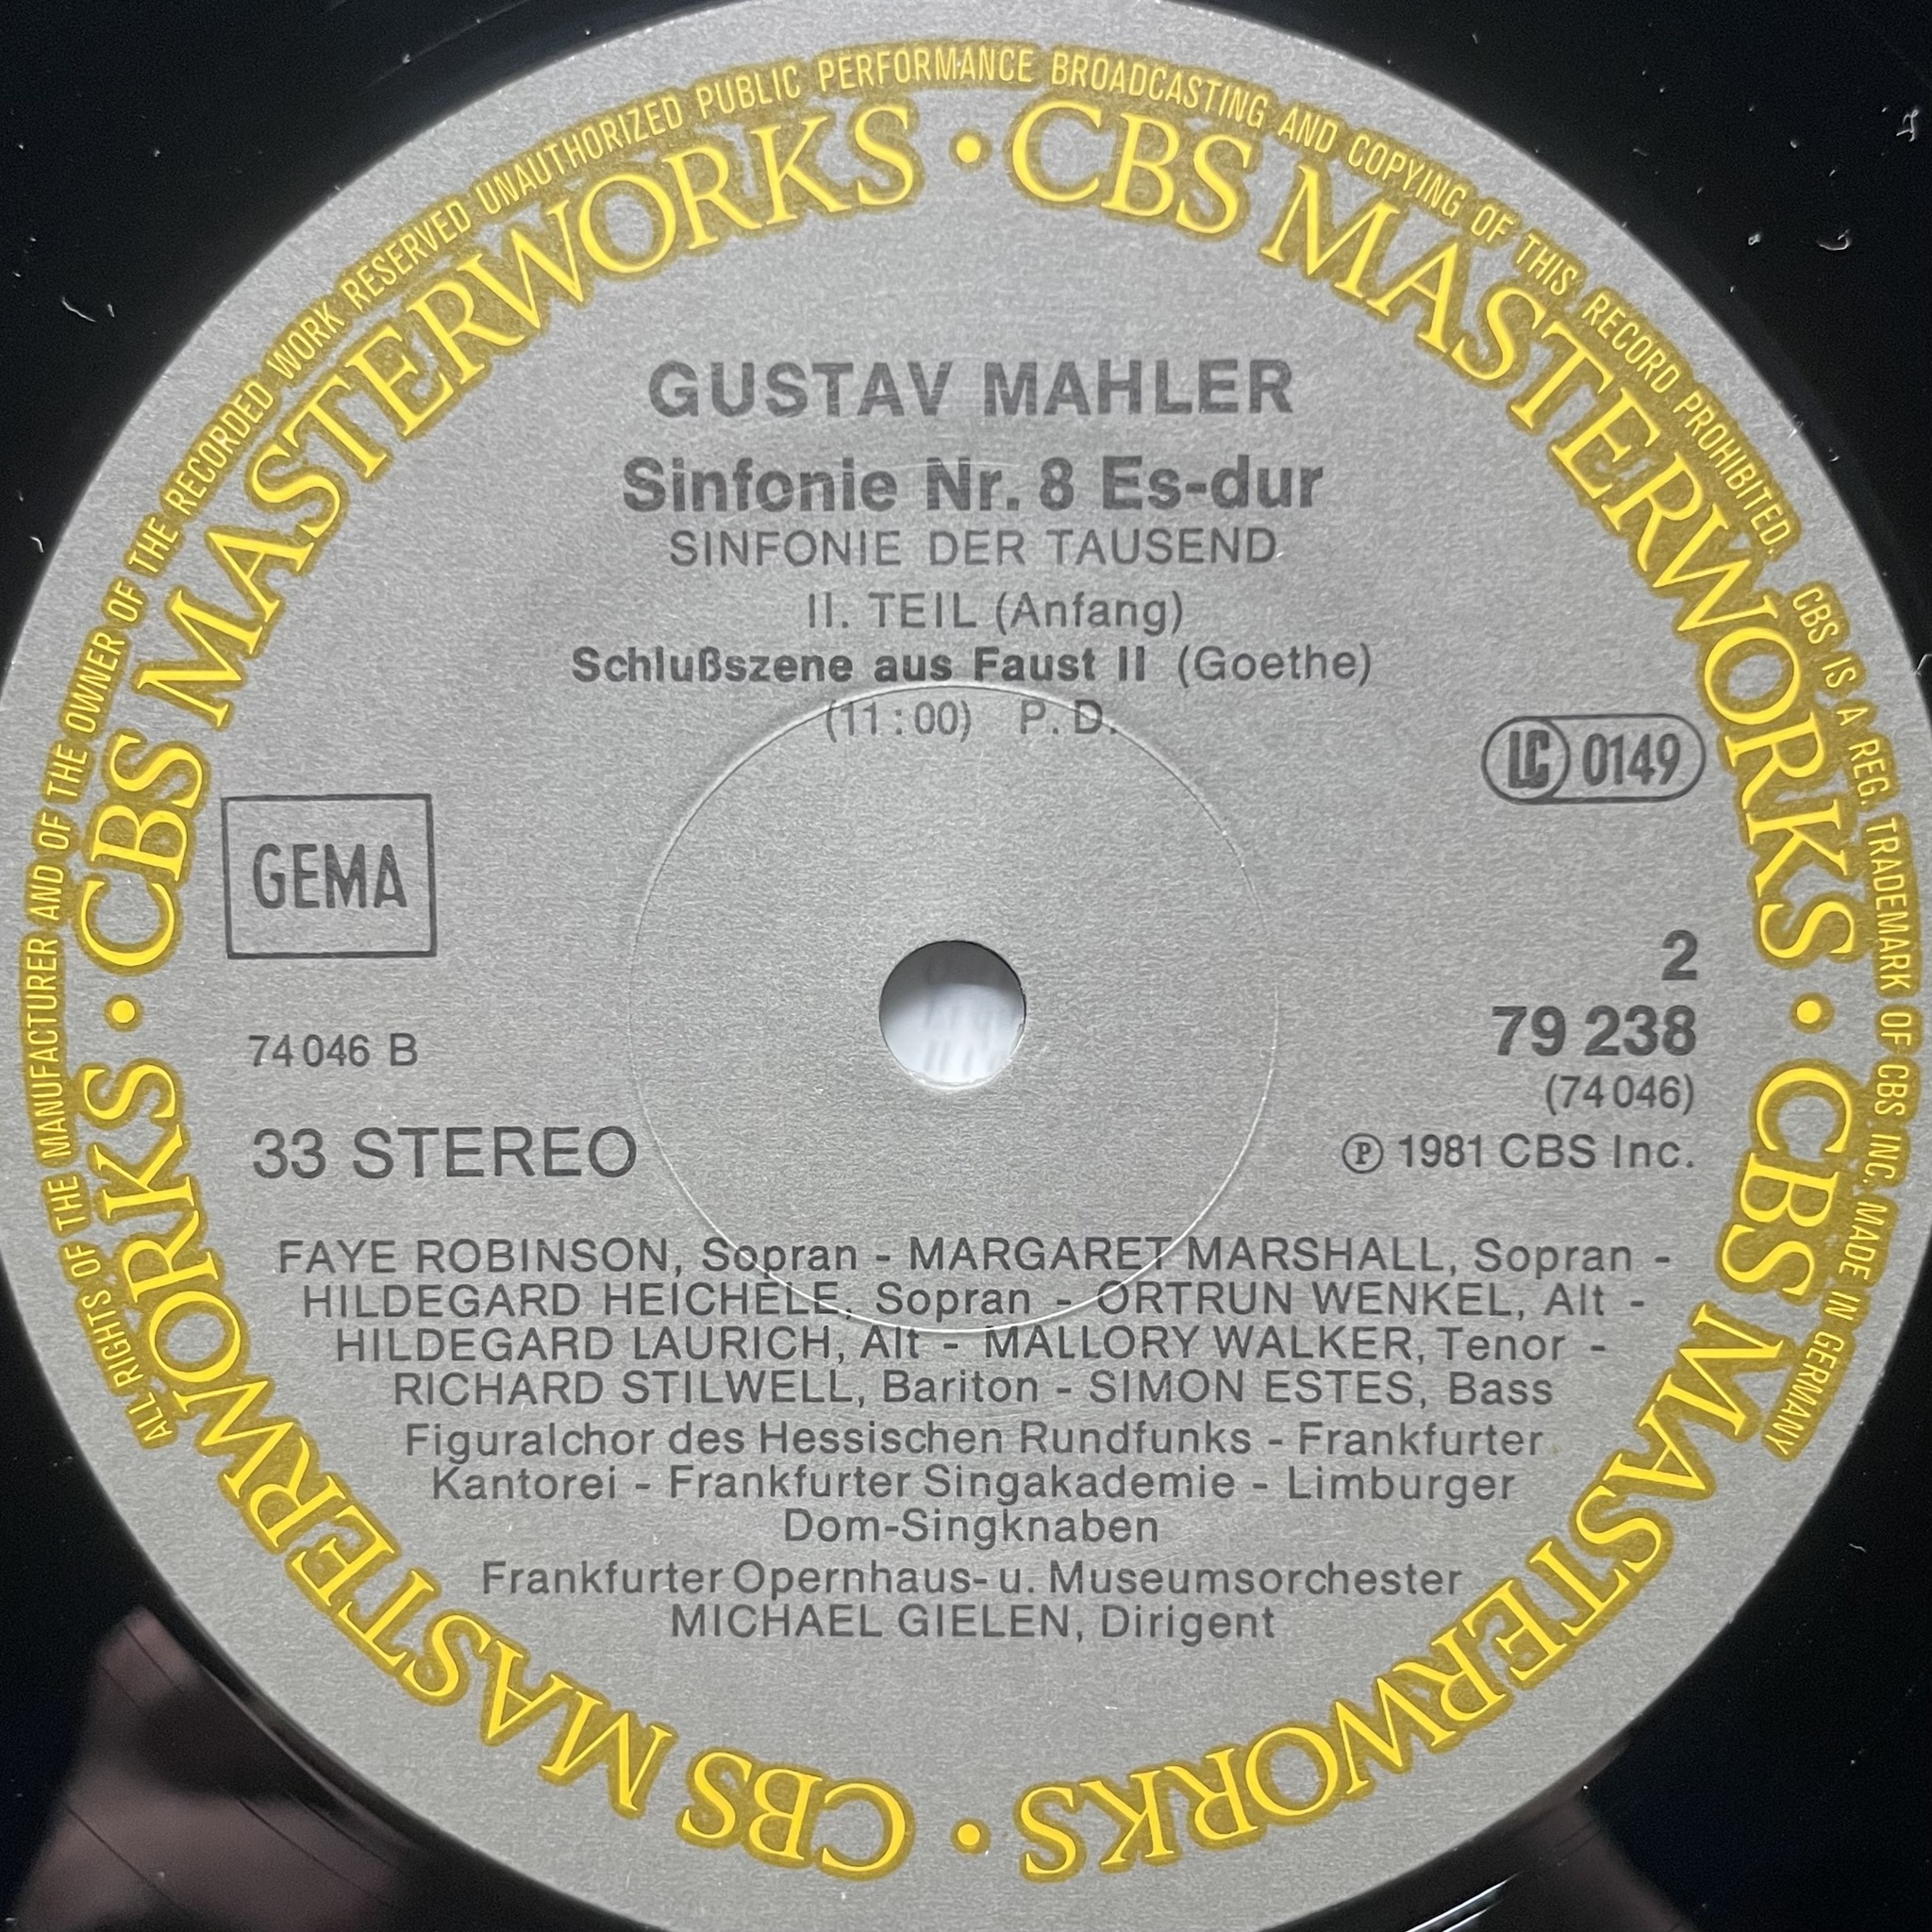 ALL RIGHTS OF THE MANUFACTURER AND OF THE OWNER OF THE RECORDED WORK RESERVED UNAUTHORIZED PUBLIC PERFORMANCE BROADCASTING AND COPYING OF THIS RECORD PROHIBITED.
CBS IS A REG. TRADEMARK OF CBS INC. MADE IN GERMANY
CBS MASTERWORKS • CBS MASTERWORKS • CBS MASTERWORKS • CBS MASTERWORKS •
GUSTAV MAHLER
Sinfonie Nr. 8 Es-dur
SINFONIE DER TAUSEND
II. TEIL (Anfang)
Schlußszene aus Faust II (Goethe)
(11:00) P.D.
LC 0149
GEMA
2
79 238
74 046 B
(74 046)
33 STEREO
Ⓟ 1981 CBS Inc.
FAYE ROBINSON, Sopran - MARGARET MARSHALL, Sopran -
HILDEGARD HEICHELE, Sopran - ORTRUN WENKEL, Alt -
HILDEGARD LAURICH, Alt - MALLORY WALKER, Tenor -
RICHARD STILWELL, Bariton - SIMON ESTES, Bass
Figuralchor des Hessischen Rundfunks - Frankfurter
Kantorei - Frankfurter Singakademie - Limburger
Dom-Singknaben
Frankfurter Opernhaus- u. Museumsorchester
MICHAEL GIELEN, Dirigent